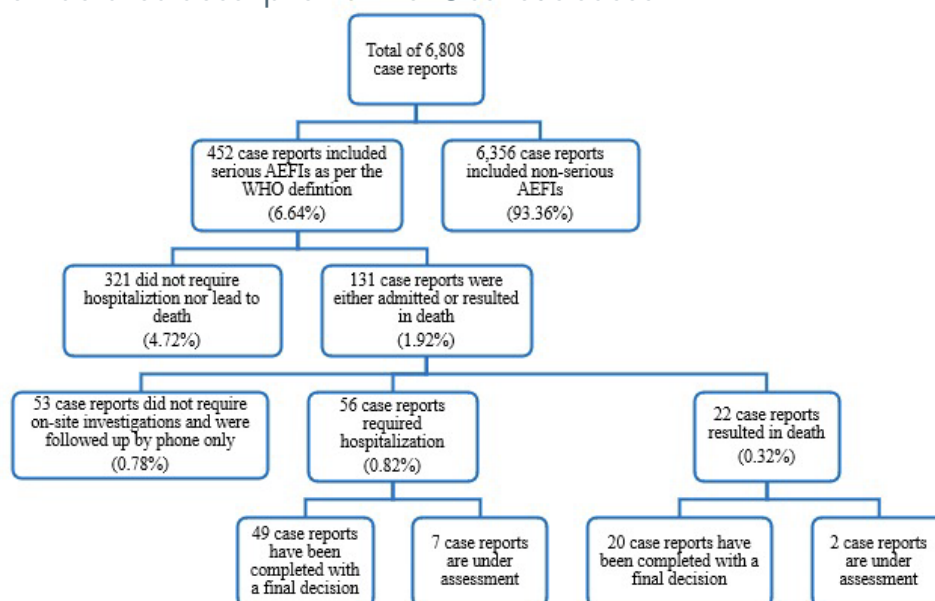 Total of 6,808
case reports
452 case reports included
serious AEFIs as per the
WHO defintion
(6.64%)
6,356 case reports
included non-serious
AEFIs
(93.36%)
321 did not require
hospitaliztion nor lead to
death
(4.72%)
131 case reports were
either admitted or resulted
in death
(1.92%)
53 case reports did not require
on-site investigations and were
followed up by phone only
(0.78%)
56 case reports
required
hospitalization
(0.82%)
22 case reports
resulted in death
(0.32%)
49 case reports
have been
completed with
a final decision
7 case reports
are under
assessment
20 case reports have
been completed with a
final decision
2 case reports
are under
assessment